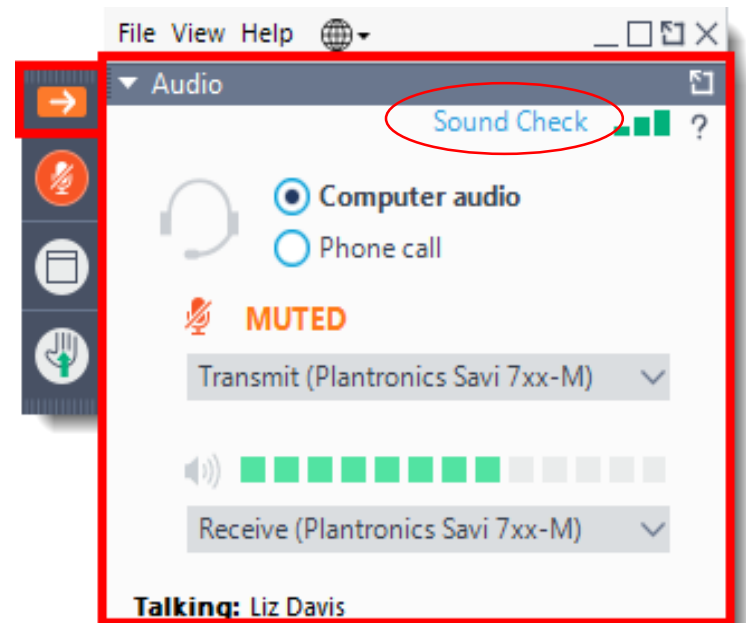 File View Help
Audio
Sound Check ?
Computer audio
Phone call
MUTED
Transmit (Plantronics Savi 7xx-M)
Receive (Plantronics Savi 7xx-M)
Talking: Liz Davis